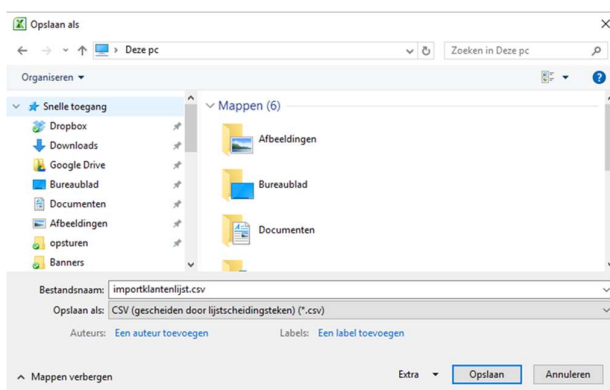 Opslaan als
Deze pc
Zoeken in Deze pc
Organiseren
Snelle toegang
Dropbox
Downloads
Google Drive
Bureaublad
Documenten
Afbeeldingen
opsturen
Banners
Mappen (6)
Afbeeldingen
Bureaublad
Documenten
Bestandsnaam: importklantenlijst.csv
Opslaan als: CSV (gescheiden door lijstscheidingsteken) (*.csv)
Auteurs: Een auteur toevoegen Labels: Een label toevoegen
Mappen verbergen Extra Opslaan Annuleren